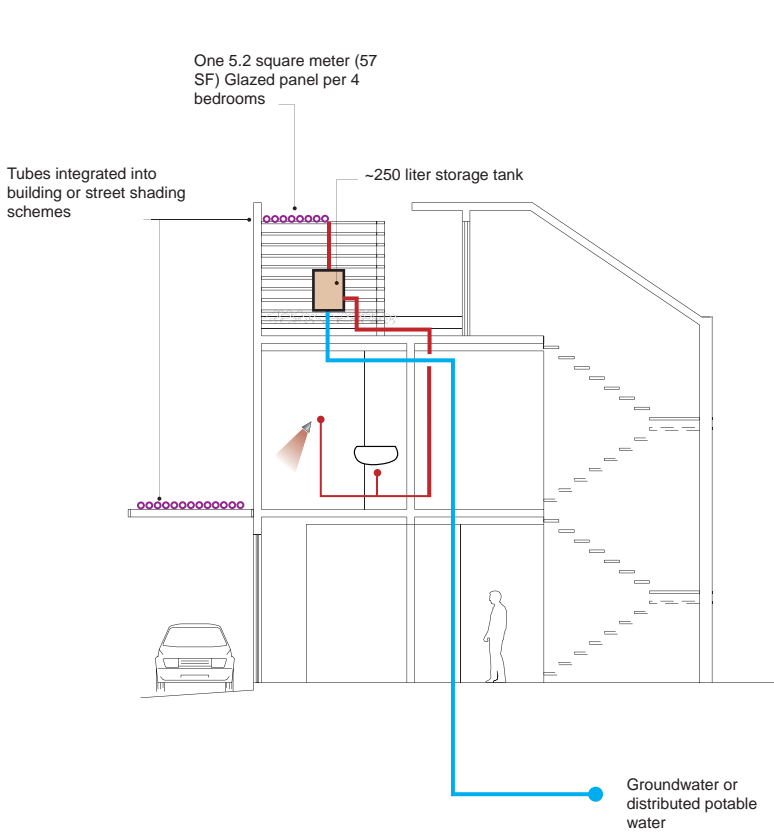 One 5.2 square meter (57
SF) Glazed panel per 4
bedrooms
Tubes integrated into
building or street shading
schemes
~250 liter storage tank
Groundwater or
distributed potable
water